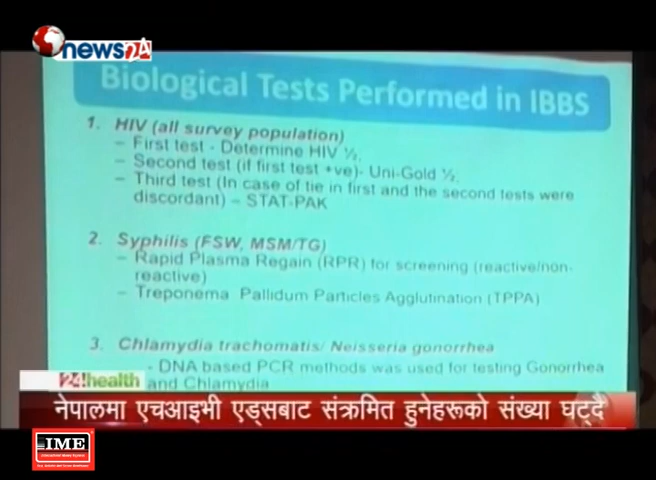 news24
Biological Tests Performed in IBBS
1. HIV (all survey population)
– First test - Determine HIV ½,
– Second test (if first test +ve)- Uni-Gold ½,
– Third test (In case of tie in first and the second tests were
discordant) – STAT-PAK
2. Syphilis (FSW, MSM/TG)
– Rapid Plasma Regain (RPR) for screening (reactive/non-
reactive)
– Treponema Pallidum Particles Agglutination (TPPA)
3. Chlamydia trachomatis/ Neisseria gonorrhea
- DNA based PCR methods was used for testing Gonorrhea
and Chlamydia
24health
नेपालमा एचआइभी एड्सबाट संक्रमित हुनेहरूको संख्या घट्दै
IME